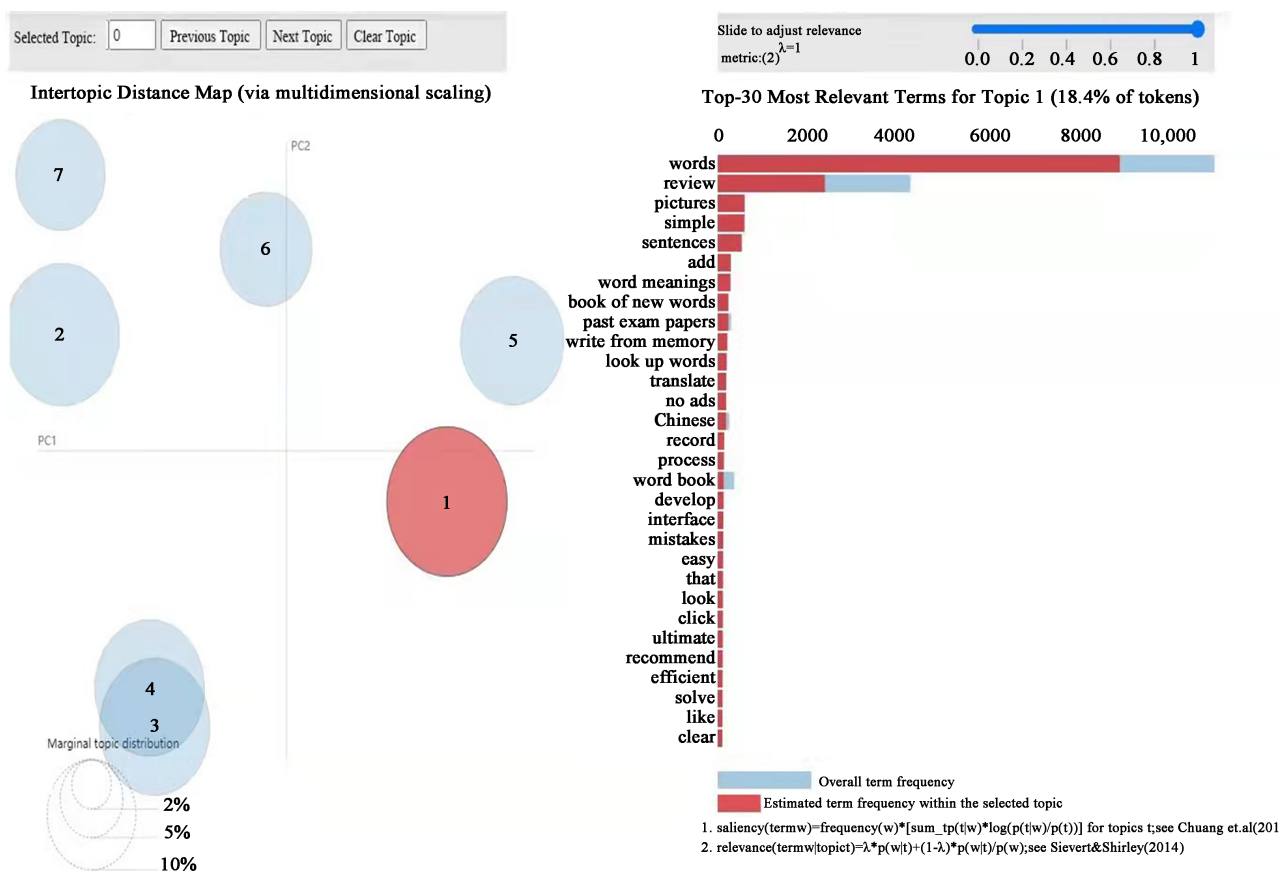 Selected Topic: 0 Previous Topic Next Topic Clear Topic
Slide to adjust relevance
metric:(2)λ=1
0.0 0.2 0.4 0.6 0.8 1
Intertopic Distance Map (via multidimensional scaling)
PC2
PC1
7
6
2
5
1
4
3
Marginal topic distribution
2%
5%
10%
Top-30 Most Relevant Terms for Topic 1 (18.4% of tokens)
0 2000 4000 6000 8000 10,000
words
review
pictures
simple
sentences
add
word meanings
book of new words
past exam papers
write from memory
look up words
translate
no ads
Chinese
record
process
word book
develop
interface
mistakes
easy
that
look
click
ultimate
recommend
efficient
solve
like
clear
Overall term frequency
Estimated term frequency within the selected topic
1. saliency(termw)=frequency(w)*[sum_tp(t|w)*log(p(t|w)/p(t))] for topics t;see Chuang et.al(201
2. relevance(termw|topict)=λ*p(w|t)+(1-λ)*p(w|t)/p(w);see Sievert&Shirley(2014)